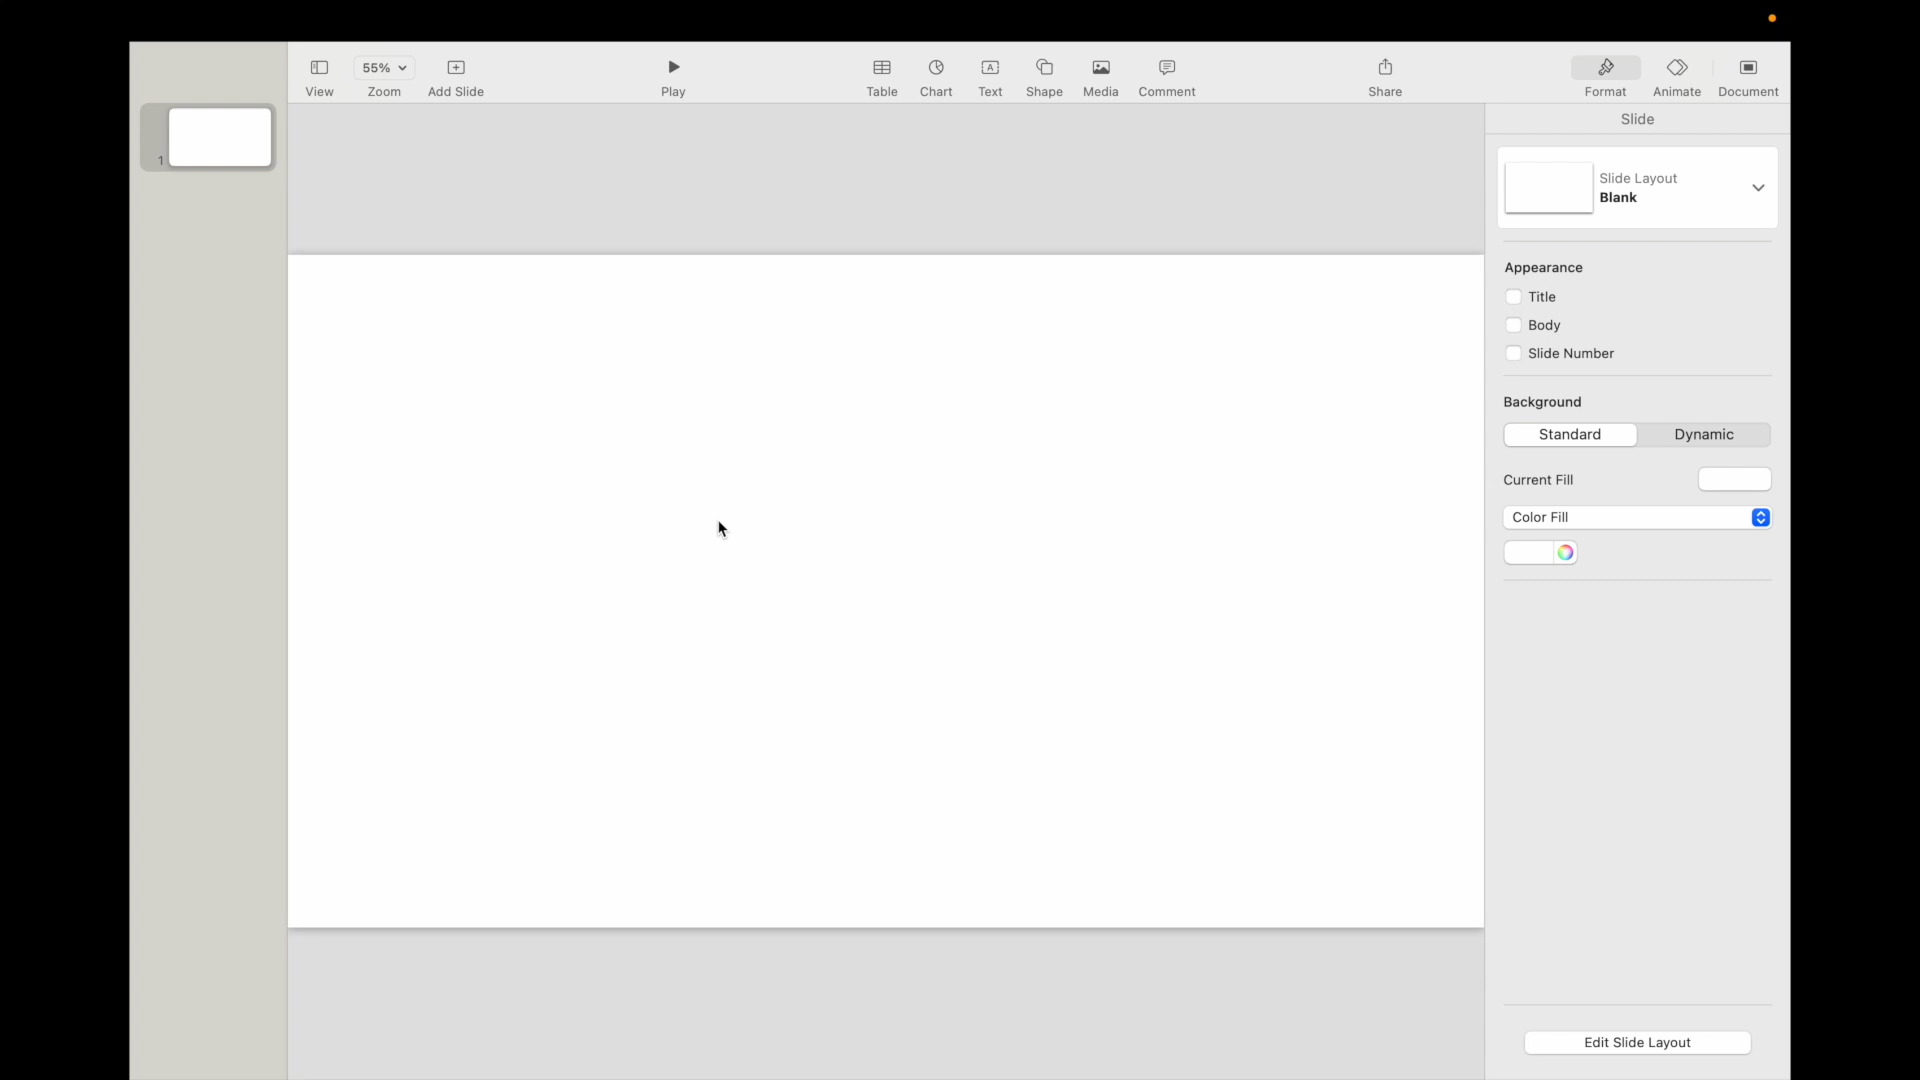 55%
View
Zoom
Add Slide
Play
Table
Chart
Text
Shape
Media
Comment
Share
Format
Animate
Document
1
Slide
Slide Layout
Blank
Appearance
Title
Body
Slide Number
Background
Standard
Dynamic
Current Fill
Color Fill
Edit Slide Layout